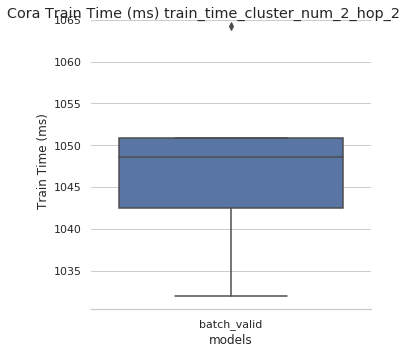 Cora Train Time (ms) train_time_cluster_num_2_hop_2
1065
1060
1055
1050
1045
1040
1035
Train Time (ms)
batch_valid
models